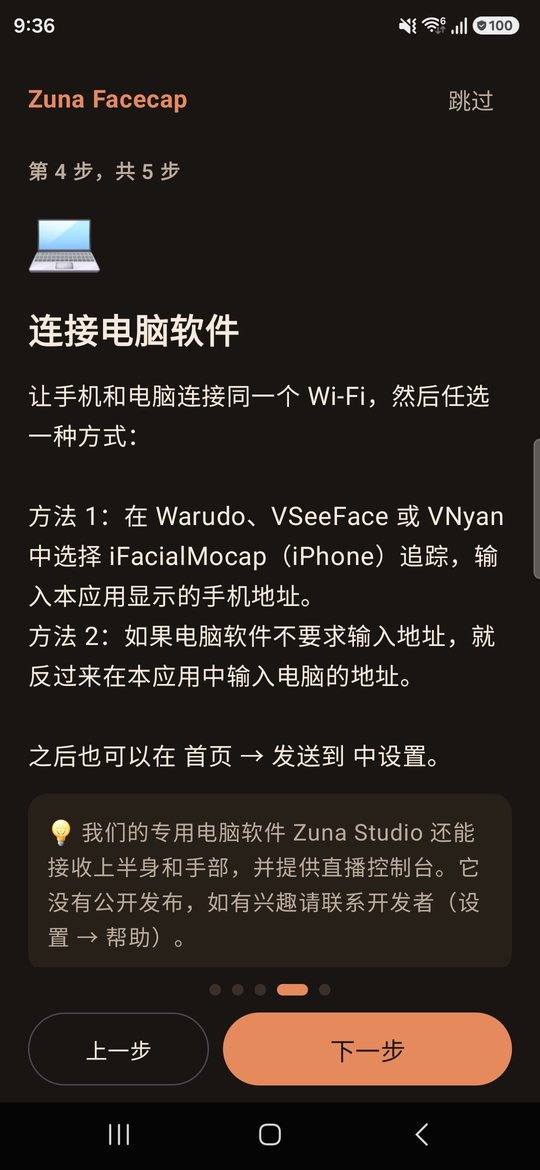 9:36
6
100
Zuna Facecap
跳过
第 4 步，共 5 步
连接电脑软件
让手机和电脑连接同一个 Wi-Fi，然后任选
一种方式：
方法 1：在 Warudo、VSeeFace 或 VNyan
中选择 iFacialMocap（iPhone）追踪，输
入本应用显示的手机地址。
方法 2：如果电脑软件不要求输入地址，就
反过来在本应用中输入电脑的地址。
之后也可以在 首页 → 发送到 中设置。
💡 我们的专用电脑软件 Zuna Studio 还能
接收上半身和手部，并提供直播控制台。它
没有公开发布，如有兴趣请联系开发者（设
置 → 帮助）。
上一步
下一步